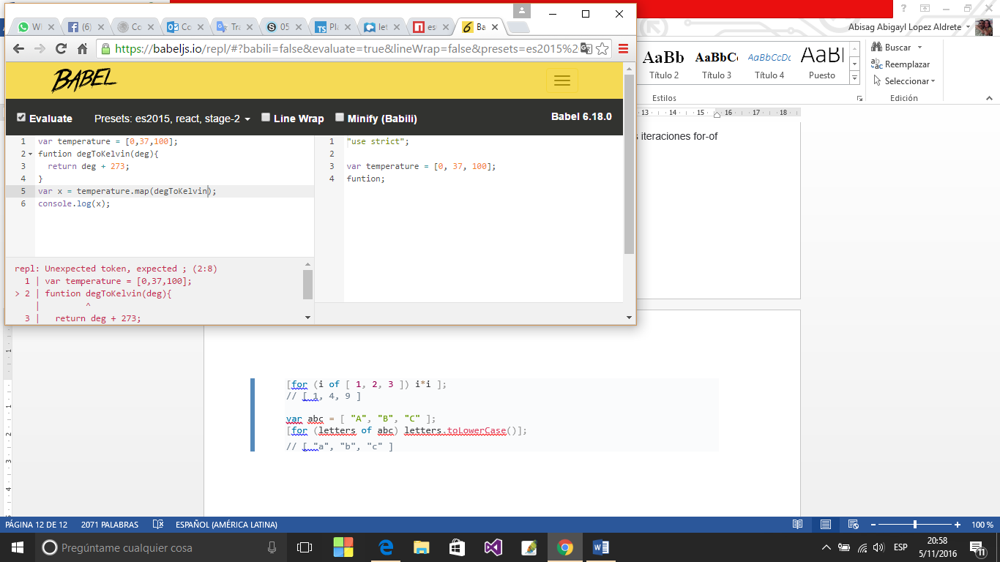 Abisag Abigayl Lopez Aldrete
(6)
05
TS
let
es
6 Ba
https://babeljs.io/repl/#?babili=false&evaluate=true&lineWrap=false&presets=es2015%2
BABEL
Evaluate Presets: es2015, react, stage-2 Line Wrap Minify (Babili) Babel 6.18.0
1 var temperature = [0,37,100];
2 funtion degToKelvin(deg){
3 return deg + 273;
4 }
5 var x = temperature.map(degToKelvin);
6 console.log(x);
1 "use strict";
2
3 var temperature = [0, 37, 100];
4 funtion;
repl: Unexpected token, expected ; (2:8)
1 | var temperature = [0,37,100];
> 2 | funtion degToKelvin(deg){
| ^
3 | return deg + 273;
AaBb AaBbCc AaBbCcDc AaBl
Título 2 Título 3 Título 4 Puesto
Estilos
Buscar
Reemplazar
Seleccionar
Edición
13 14 15 16 17 18
s iteraciones for-of
[for (i of [ 1, 2, 3 ]) i*i ];
// [ 1, 4, 9 ]
var abc = [ "A", "B", "C" ];
[for (letters of abc) letters.toLowerCase()];
// [ "a", "b", "c" ]
1
1
2
3
4
PÁGINA 12 DE 12 2071 PALABRAS ESPAÑOL (AMÉRICA LATINA) 100 %
Pregúntame cualquier cosa
ESP
20:58
5/11/2016
11